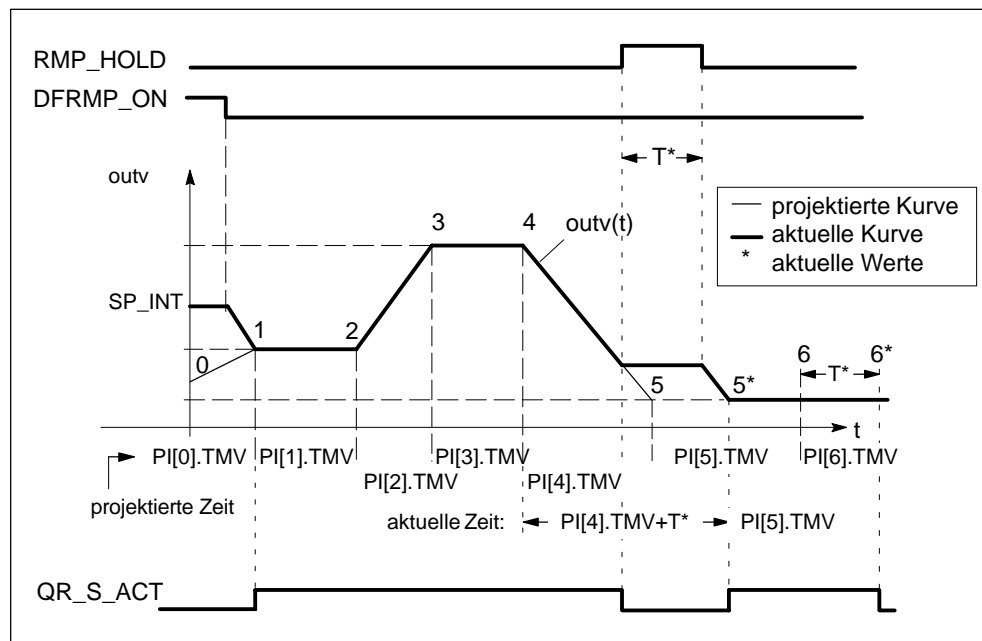 RMP_HOLD
DFRMP_ON
T*
outv
projektierte Kurve
aktuelle Kurve
* aktuelle Werte
3
4
outv(t)
SP_INT
1
2
0
5
5*
6
6*
T*
t
PI[0].TMV
PI[1].TMV
PI[3].TMV
PI[5].TMV
PI[6].TMV
PI[2].TMV
PI[4].TMV
projektierte Zeit
aktuelle Zeit:
PI[4].TMV+T*
PI[5].TMV
QR_S_ACT